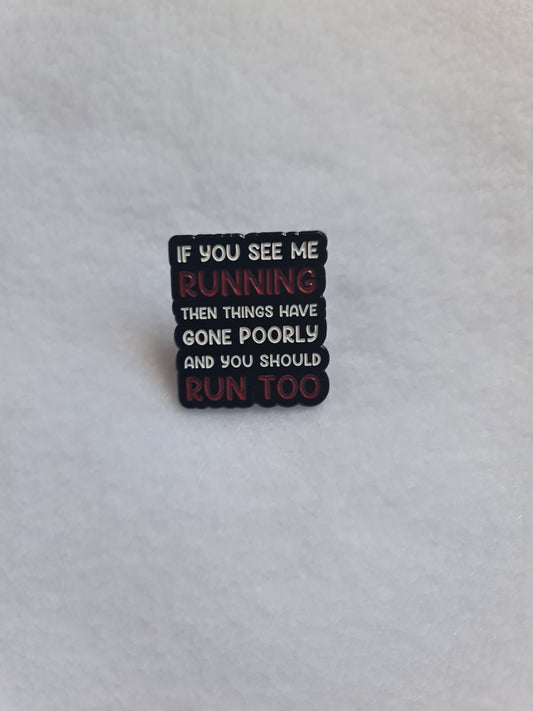 IF YOU SEE ME
RUNNING
THEN THINGS HAVE
GONE POORLY
AND YOU SHOULD
RUN TOO